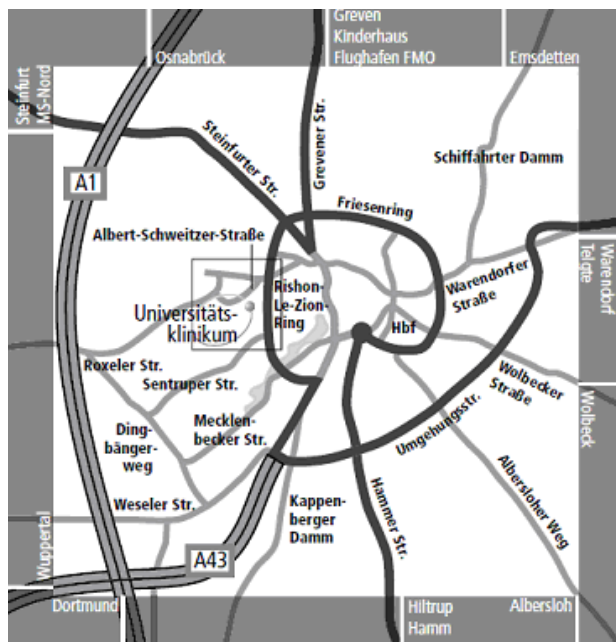 Greven
Kinderhaus
Flughafen FMO
Osnabrück
Emsdetten
Steinfurt
MS-Nord
Steinfurter Str.
Grevener Str.
Schiffahrter Damm
A1
Friesenring
Albert-Schweitzer-Straße
Warendorf
Telgte
Warendorfer
Straße
Rishon-
Le-Zion-
Ring
Universitäts-
klinikum
Hbf
Roxeler Str.
Sentruper Str.
Wolbecker
Straße
Wolbeck
Umgehungsstr.
Mecklen-
becker Str.
Ding-
bänger-
weg
Weseler Str.
Kappen-
berger
Damm
Hammer Str.
Albersloher Weg
Wuppertal
A43
Dortmund
Hiltrup
Hamm
Albersloh